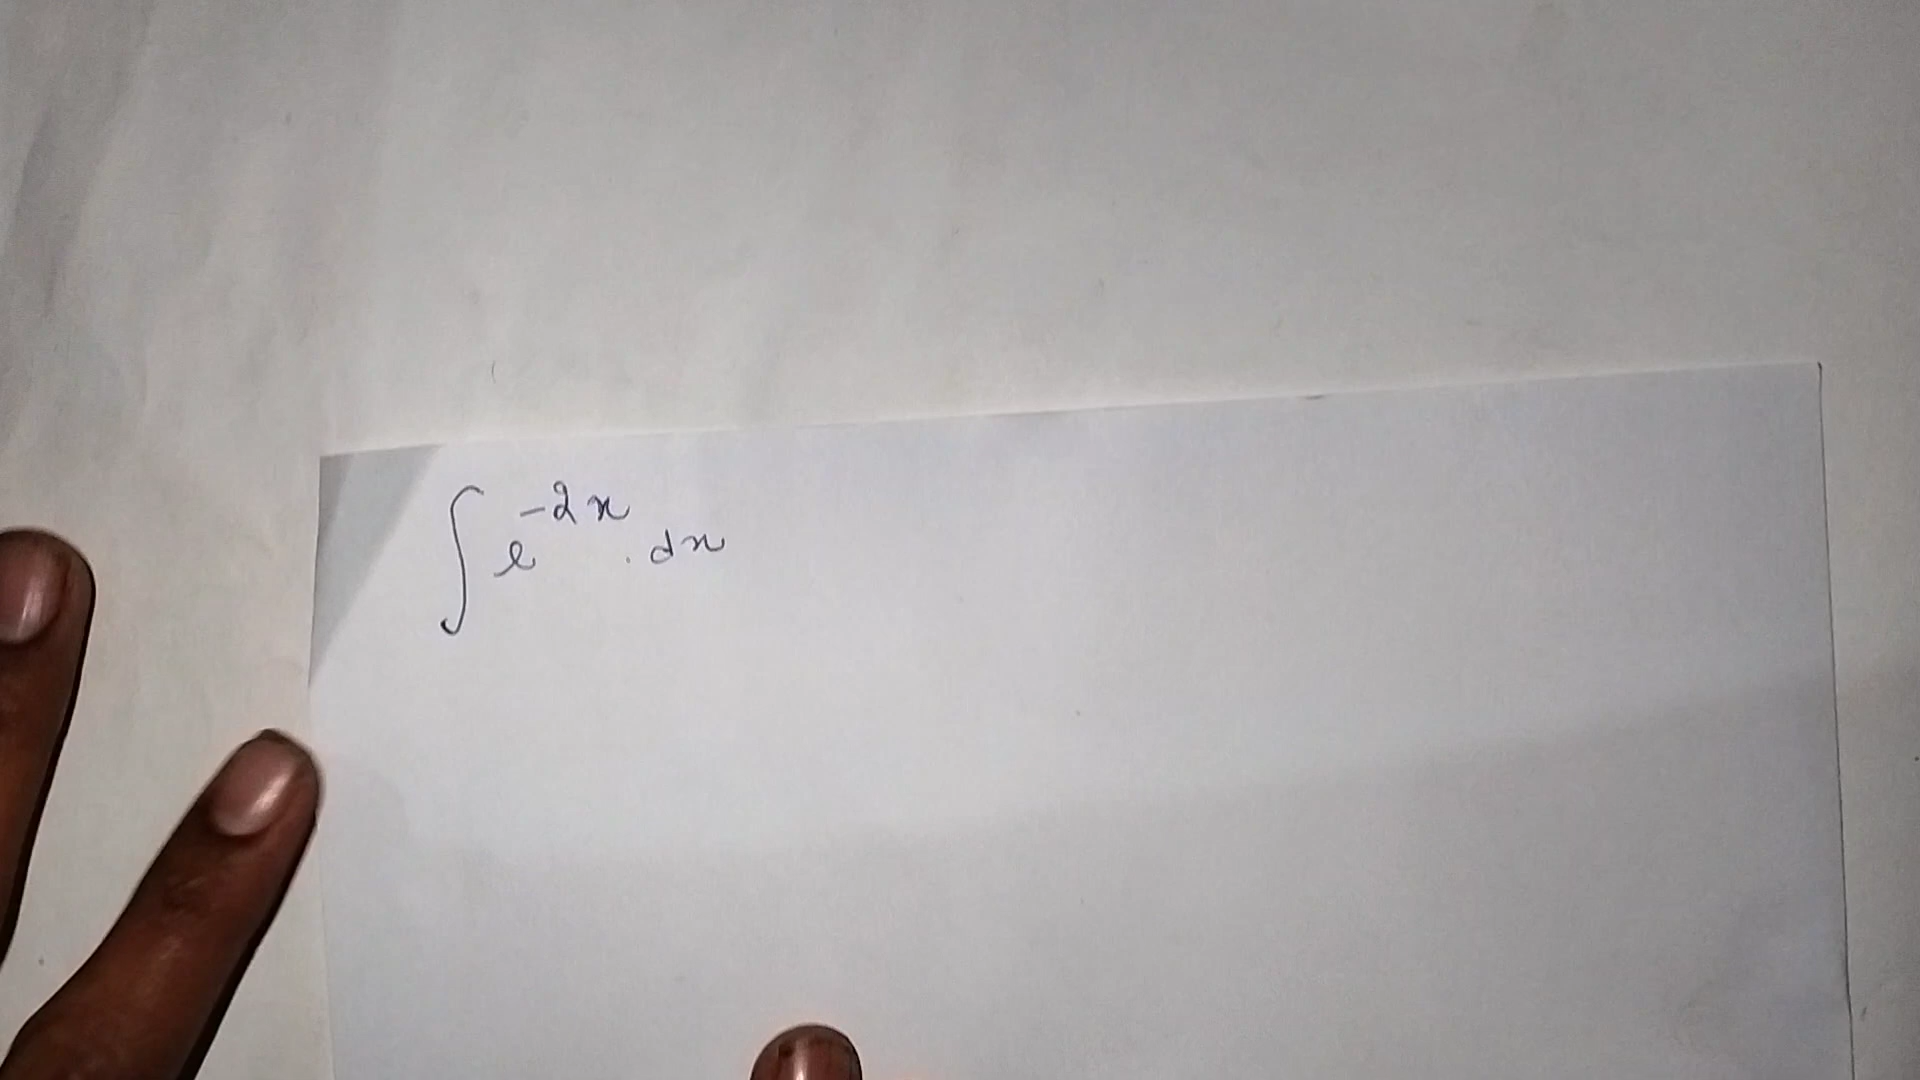 ∫ e^{-2x} . dx